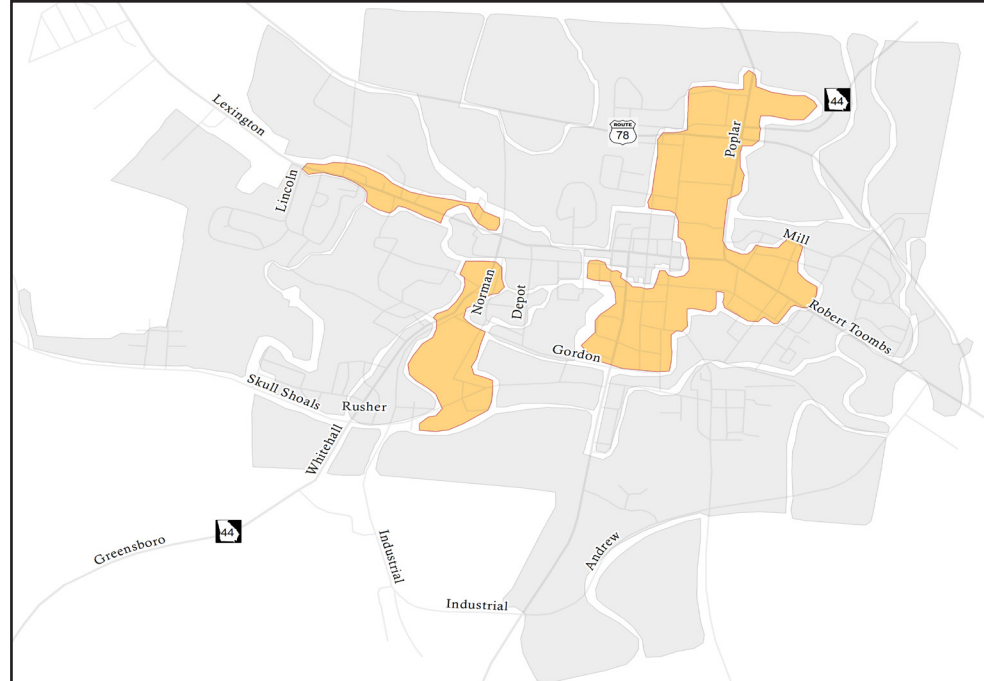 Lexington
44
ROUTE
78
Poplar
Lincoln
Mill
Norman
Depot
Robert Toombs
Gordon
Skull Shoals
Rusher
Whitehall
44
Greensboro
Industrial
Andrew
Industrial